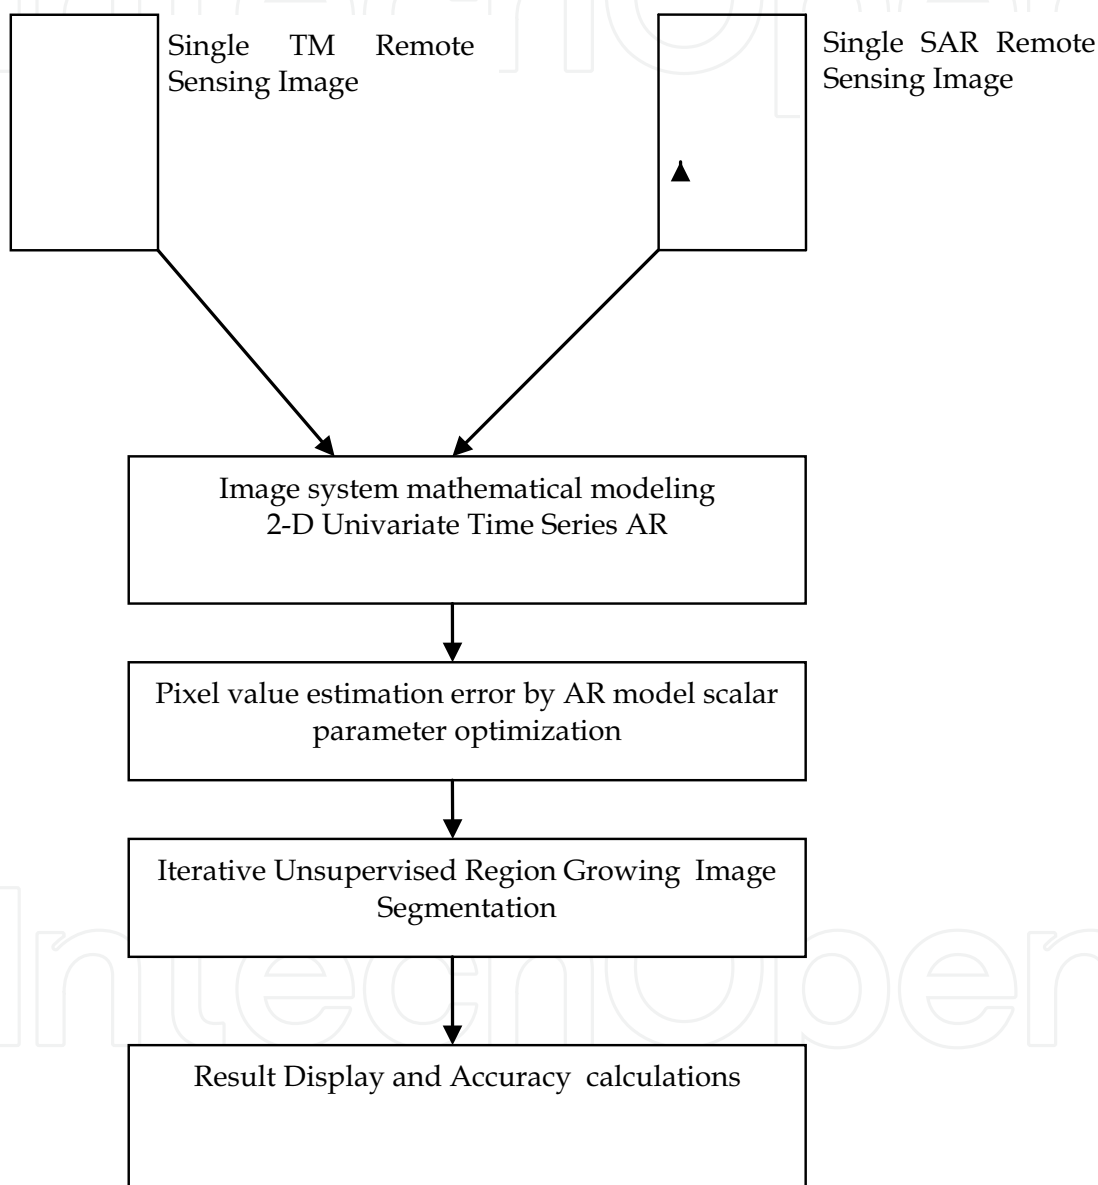 Single TM Remote
Sensing Image
Single SAR Remote
Sensing Image
Image system mathematical modeling
2-D Univariate Time Series AR
Pixel value estimation error by AR model scalar
parameter optimization
Iterative Unsupervised Region Growing Image
Segmentation
IntechOpen
Result Display and Accuracy calculations